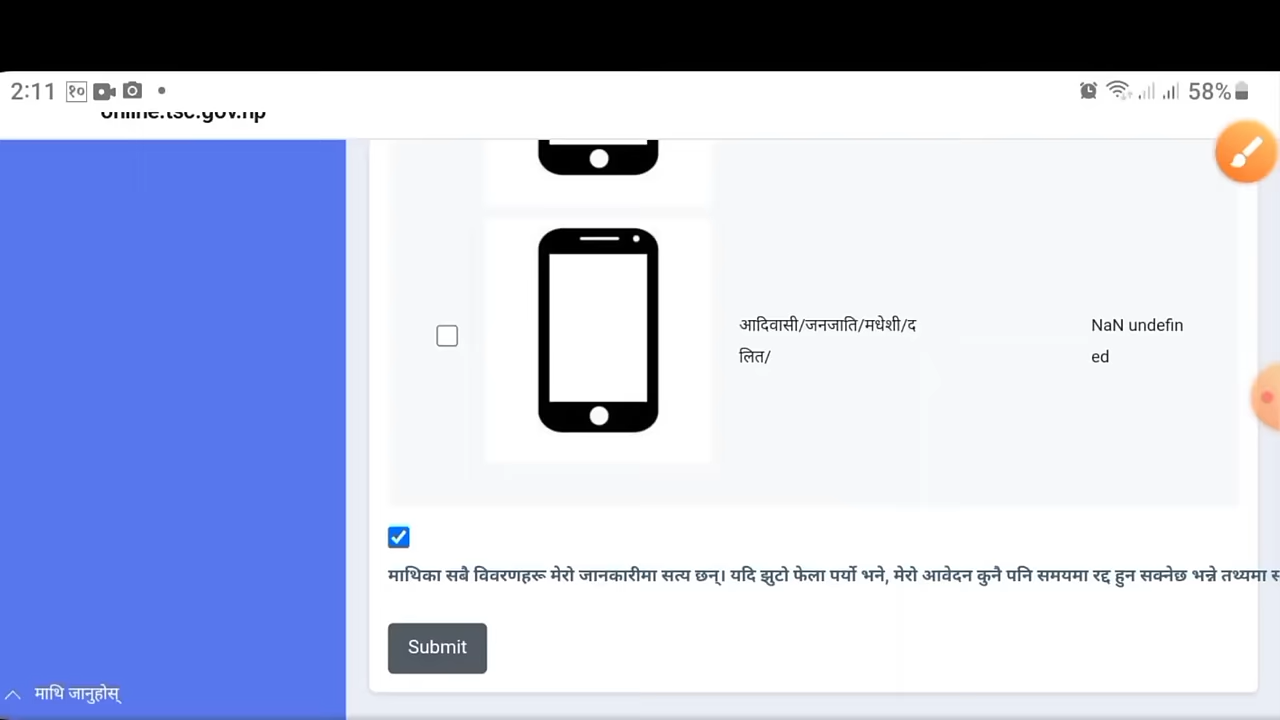 2:11 १०
58%
online.tsc.gov.np
आदिवासी/जनजाति/मधेशी/द
लित/
NaN undefin
ed
माथिका सबै विवरणहरू मेरो जानकारीमा सत्य छन्। यदि झुटो फेला पर्यो भने, मेरो आवेदन कुनै पनि समयमा रद्द हुन सक्नेछ भन्ने तथ्यमा
Submit
माथि जानुहोस्